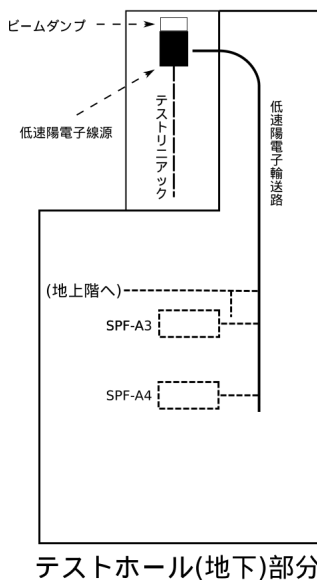 ビームダンプ
低速陽電子線源
テストリニアック
低速陽電子輸送路
(地上階へ)
SPF-A3
SPF-A4
テストホール(地下)部分